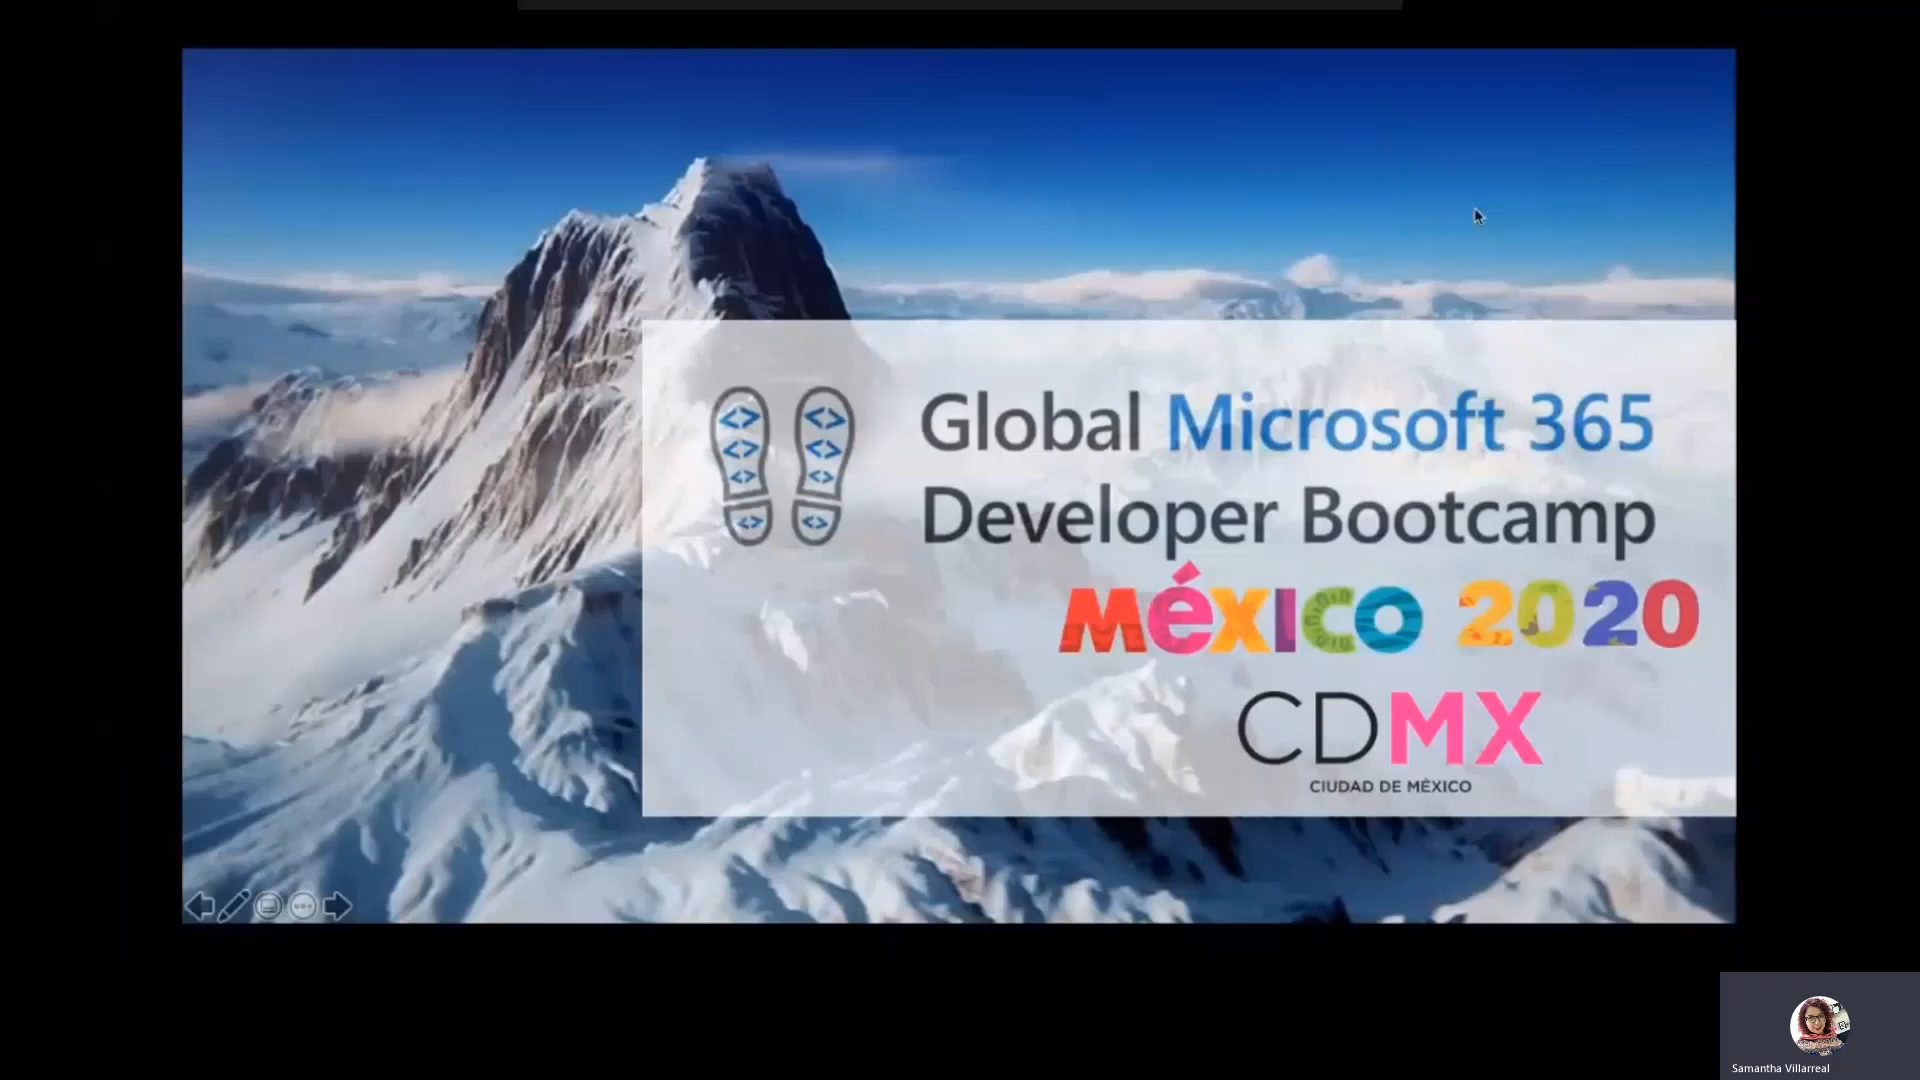 Global Microsoft 365
Developer Bootcamp
México 2020
CDMX
CIUDAD DE MÉXICO
Samantha Villarreal